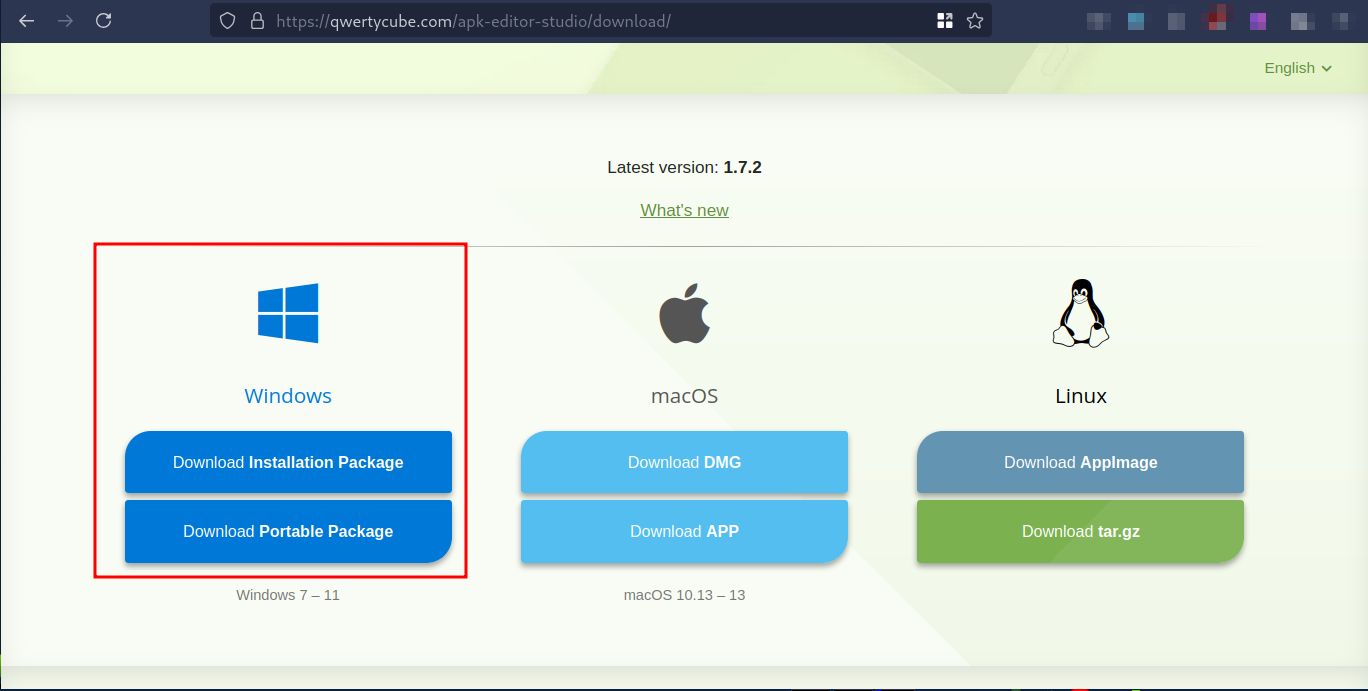 https://qwertycube.com/apk-editor-studio/download/
English
Latest version: 1.7.2
What's new
Windows
Download Installation Package
Download Portable Package
Windows 7 – 11
macOS
Download DMG
Download APP
macOS 10.13 – 13
Linux
Download AppImage
Download tar.gz